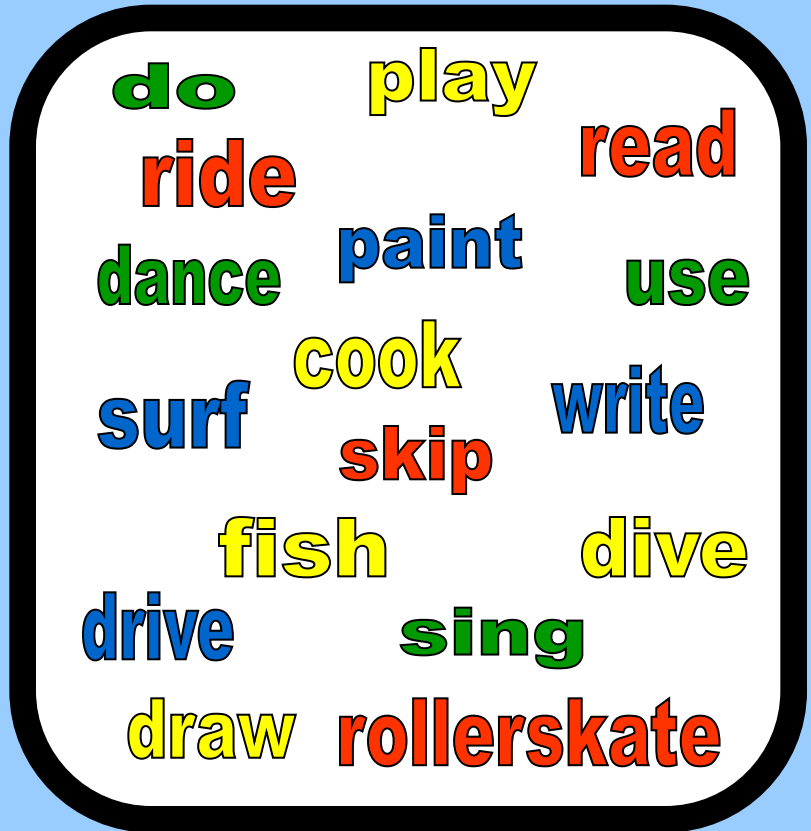 do play
ride read
dance paint use
cook
surf write
skip
fish dive
drive sing
draw rollerskate